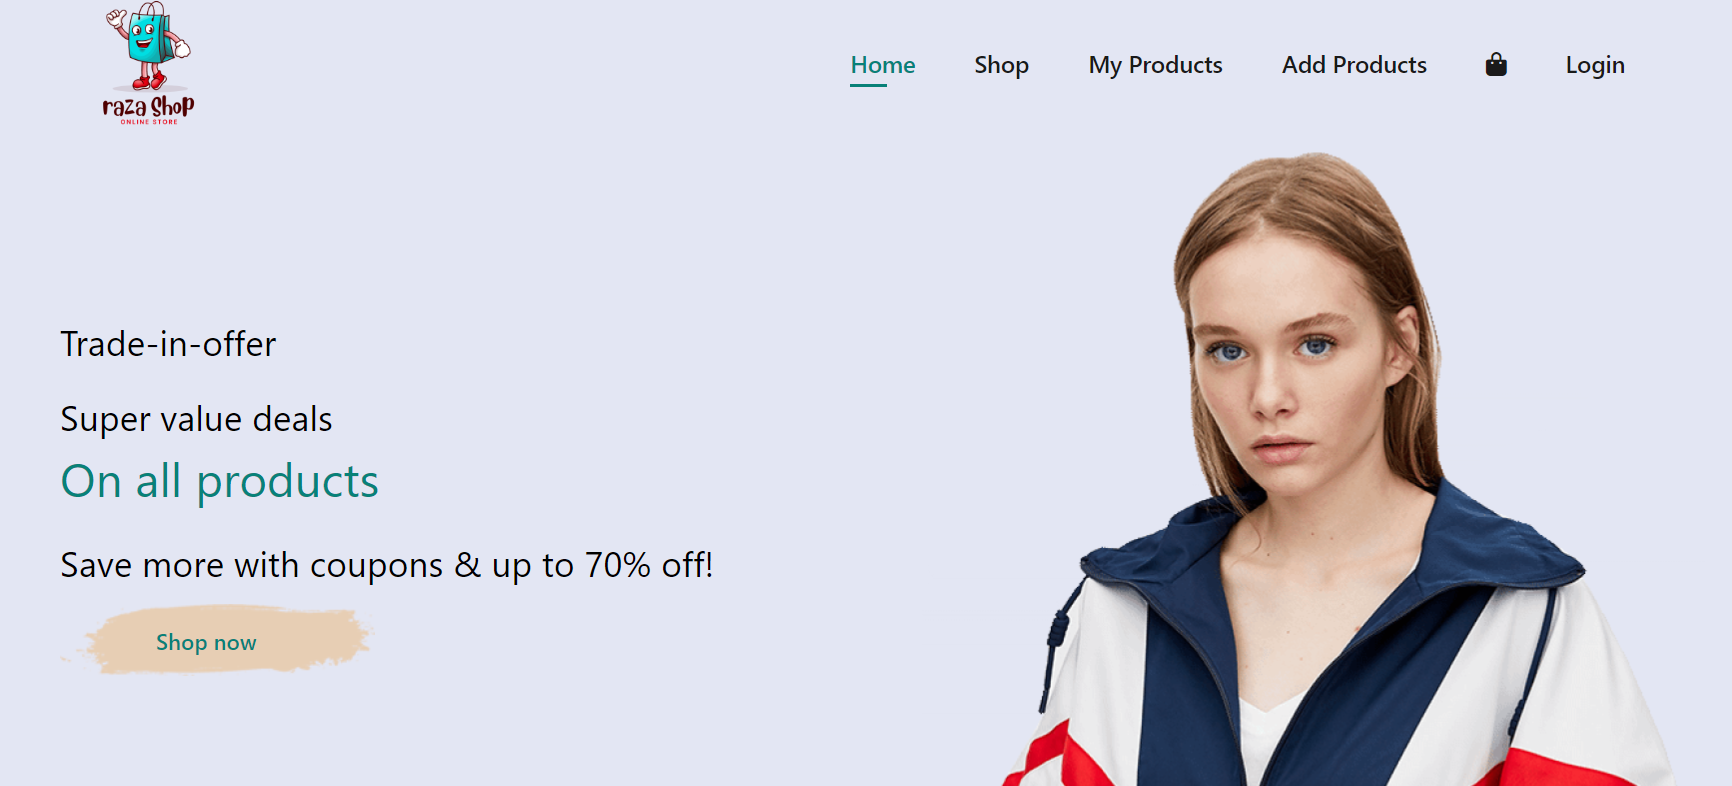 raza Shop
ONLINE STORE
Home Shop My Products Add Products Login
Trade-in-offer
Super value deals
On all products
Save more with coupons & up to 70% off!
Shop now